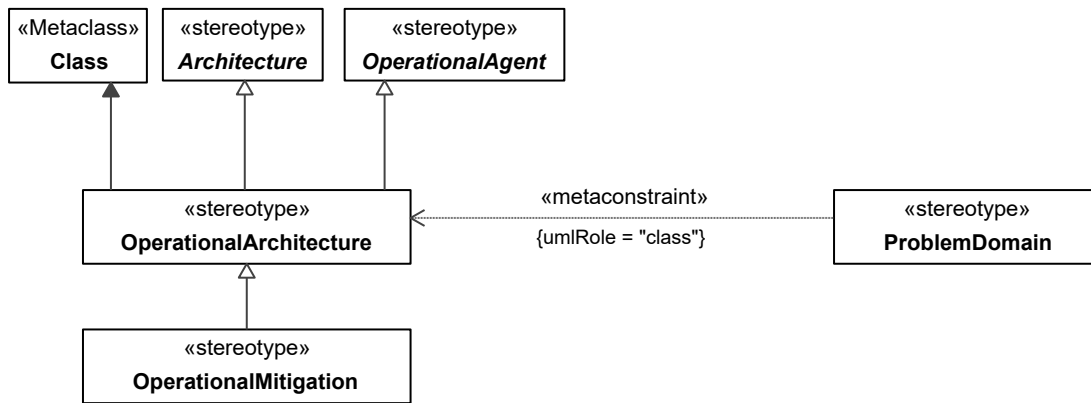 «Metaclass»
Class
«stereotype»
Architecture
«stereotype»
OperationalAgent
«stereotype»
OperationalArchitecture
«metaconstraint»
{umlRole = "class"}
«stereotype»
ProblemDomain
«stereotype»
OperationalMitigation